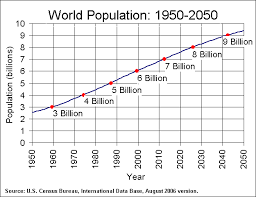 World Population: 1950-2050
Population (billions)
10
9
8
7
6
5
4
3
2
1
0
3 Billion
4 Billion
5 Billion
6 Billion
7 Billion
8 Billion
9 Billion
1950
1960
1970
1980
1990
2000
2010
2020
2030
2040
2050
Year
Source: U.S. Census Bureau, International Data Base, August 2006 version.